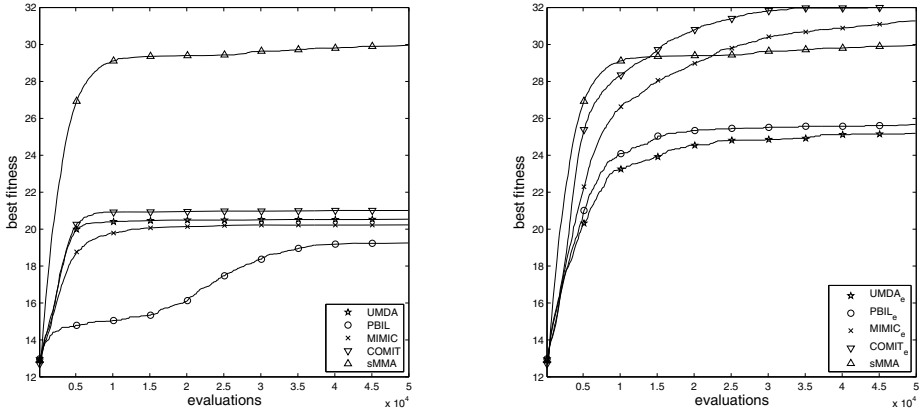 32
30
28
26
24
22
20
18
16
14
12
best fitness
0.5 1 1.5 2 2.5 3 3.5 4 4.5 5
evaluations
x 10^4
UMDA
PBIL
MIMIC
COMIT
sMMA
32
30
28
26
24
22
20
18
16
14
12
best fitness
0.5 1 1.5 2 2.5 3 3.5 4 4.5 5
evaluations
x 10^4
UMDA_e
PBIL_e
MIMIC_e
COMIT_e
sMMA